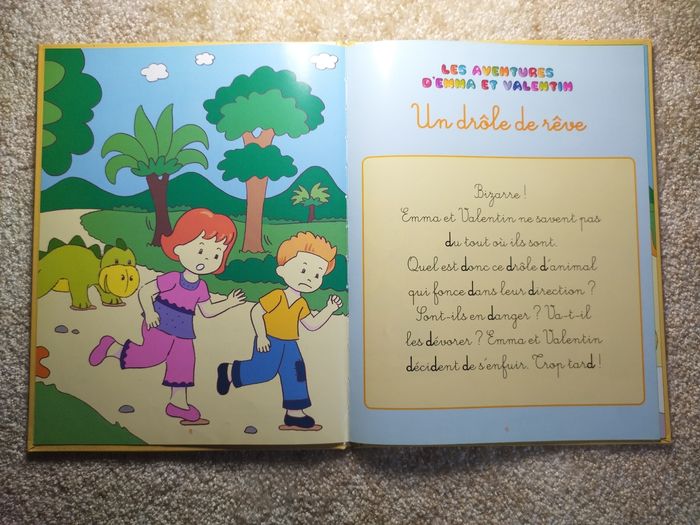 LES AVENTURES
D'EMMA ET VALENTIN
Un drôle de rêve
Bizarre !
Emma et Valentin ne savent pas
du tout où ils sont.
Quel est donc ce drôle d'animal
qui fonce dans leur direction ?
Sont-ils en danger ? Va-t-il
les dévorer ? Emma et Valentin
décident de s'enfuir. Trop tard !